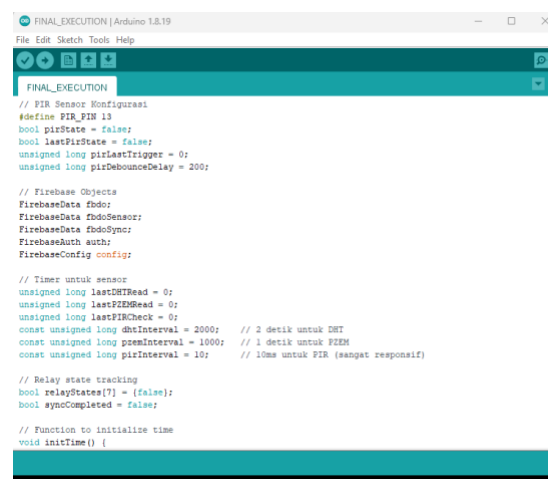 FINAL_EXECUTION | Arduino 1.8.19
File Edit Sketch Tools Help
FINAL_EXECUTION
// PIR Sensor Konfigurasi
#define PIR_PIN 13
bool pirState = false;
bool lastPirState = false;
unsigned long pirLastTrigger = 0;
unsigned long pirDebounceDelay = 200;
// Firebase Objects
FirebaseData fbdo;
FirebaseData fbdoSensor;
FirebaseData fbdoSync;
FirebaseAuth auth;
FirebaseConfig config;
// Timer untuk sensor
unsigned long lastDHTRead = 0;
unsigned long lastPZEMRead = 0;
unsigned long lastPIRCheck = 0;
const unsigned long dhtInterval = 2000; // 2 detik untuk DHT
const unsigned long pzemInterval = 1000; // 1 detik untuk PZEM
const unsigned long pirInterval = 10; // 10ms untuk PIR (sangat responsif)
// Relay state tracking
bool relayStates[7] = {false};
bool syncCompleted = false;
// Function to initialize time
void initTime() {